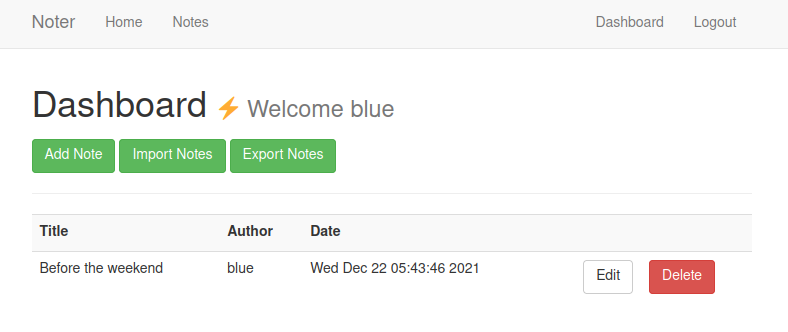 Noter Home Notes Dashboard Logout
Dashboard ⚡ Welcome blue
Add Note Import Notes Export Notes
Title Author Date
Before the weekend blue Wed Dec 22 05:43:46 2021 Edit Delete